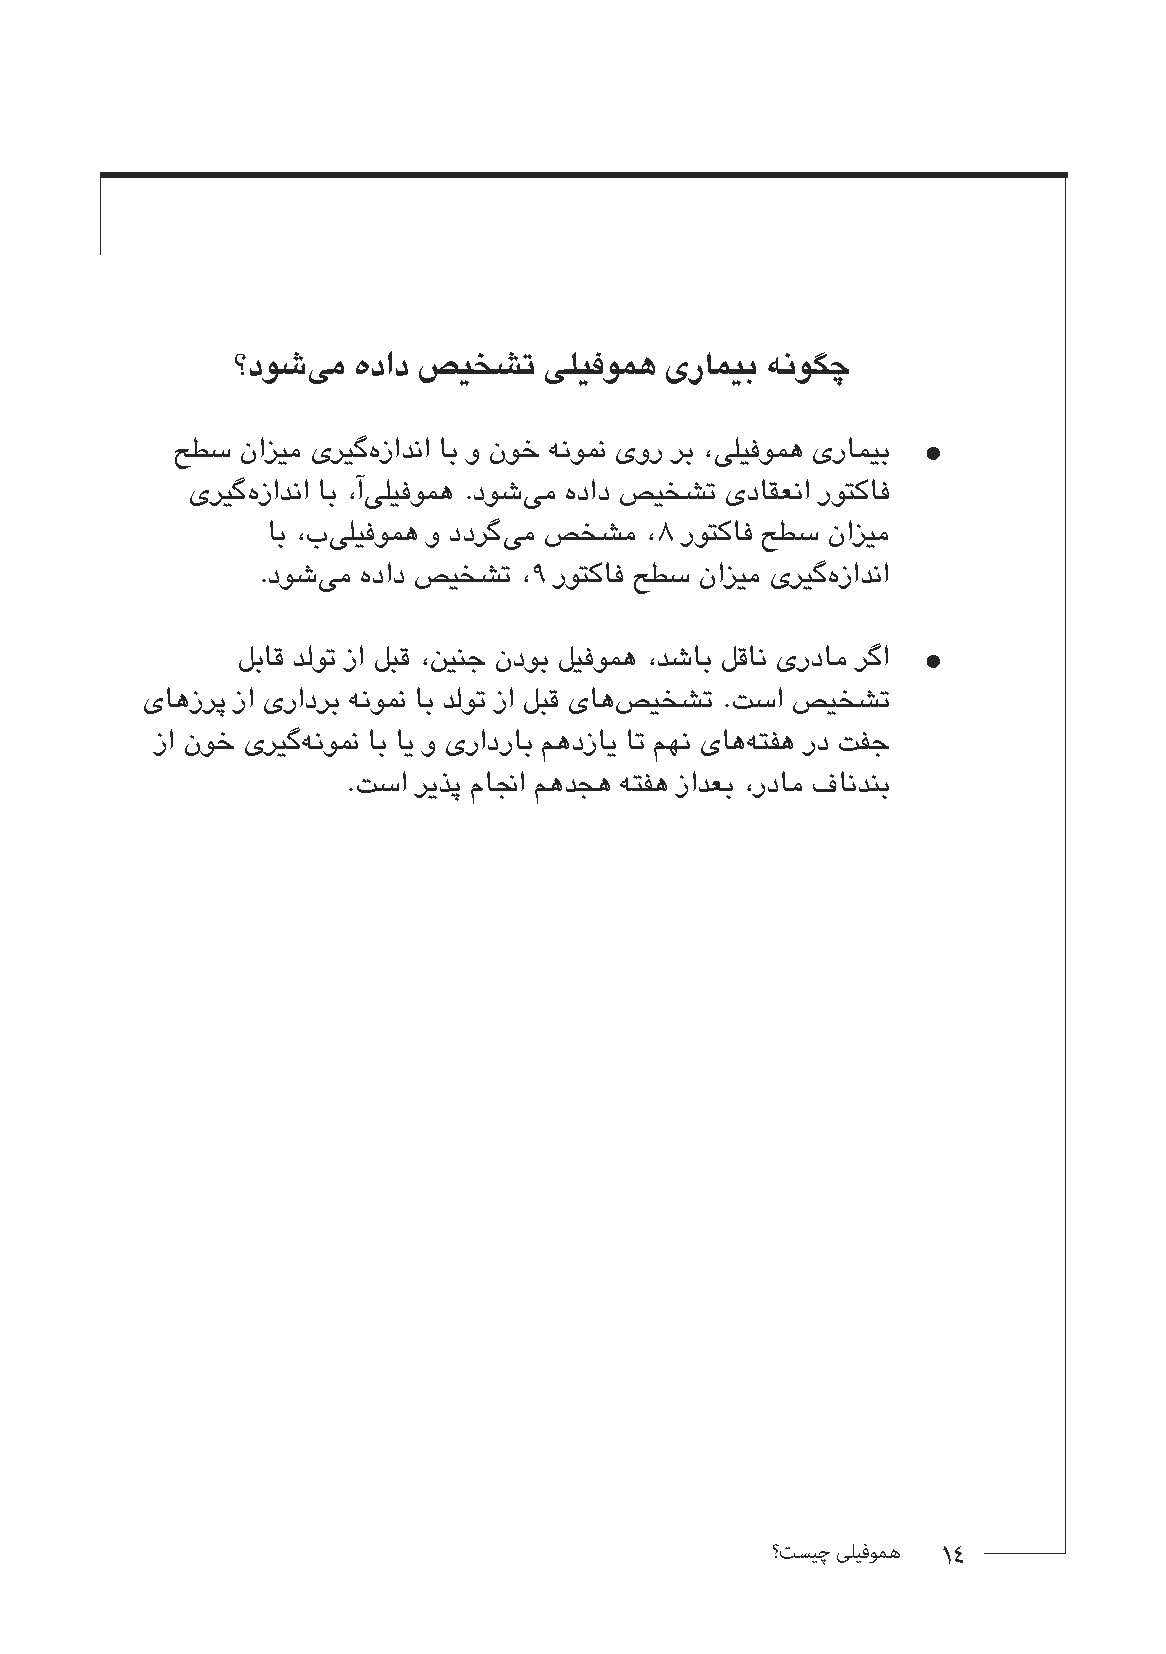 چگونه بیماری هموفیلی تشخیص داده می‌شود؟
● بیماری هموفیلی، بر روی نمونه خون و با اندازه‌گیری میزان سطح
فاکتور انعقادی تشخیص داده می‌شود. هموفیلی‌آ، با اندازه‌گیری
میزان سطح فاکتور ۸، مشخص می‌گردد و هموفیلی‌ب، با
اندازه‌گیری میزان سطح فاکتور ۹، تشخیص داده می‌شود.
● اگر مادری ناقل باشد، هموفیل بودن جنین، قبل از تولد قابل
تشخیص است. تشخیص‌های قبل از تولد با نمونه برداری از پرزهای
جفت در هفته‌های نهم تا یازدهم بارداری و یا با نمونه‌گیری خون از
بندناف مادر، بعداز هفته هجدهم انجام پذیر است.
۱٤ هموفیلی چیست؟